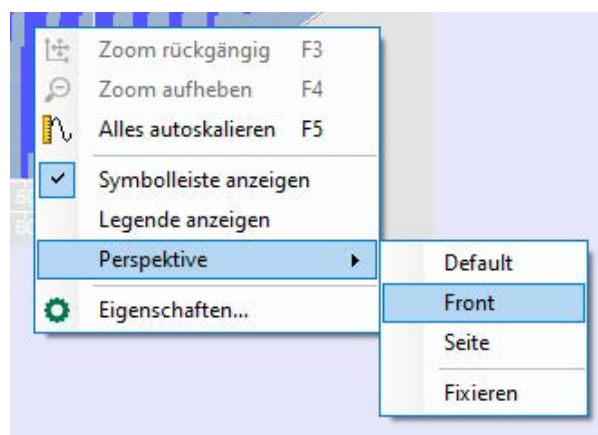 Zoom rückgängig F3
Zoom aufheben F4
Alles autoskalieren F5
Symbolleiste anzeigen
Legende anzeigen
Perspektive
Default
Front
Seite
Fixieren
Eigenschaften...